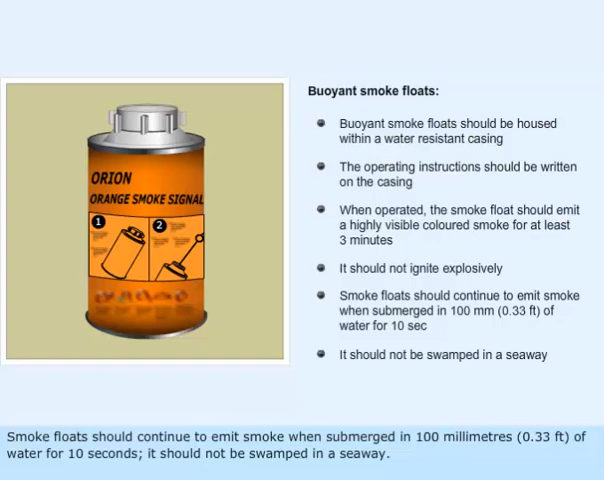 Buoyant smoke floats:
Buoyant smoke floats should be housed
within a water resistant casing
The operating instructions should be written
on the casing
When operated, the smoke float should emit
a highly visible coloured smoke for at least
3 minutes
It should not ignite explosively
Smoke floats should continue to emit smoke
when submerged in 100 mm (0.33 ft) of
water for 10 sec
It should not be swamped in a seaway
ORION
ORANGE SMOKE SIGNAL
1
2
Smoke floats should continue to emit smoke when submerged in 100 millimetres (0.33 ft) of
water for 10 seconds; it should not be swamped in a seaway.